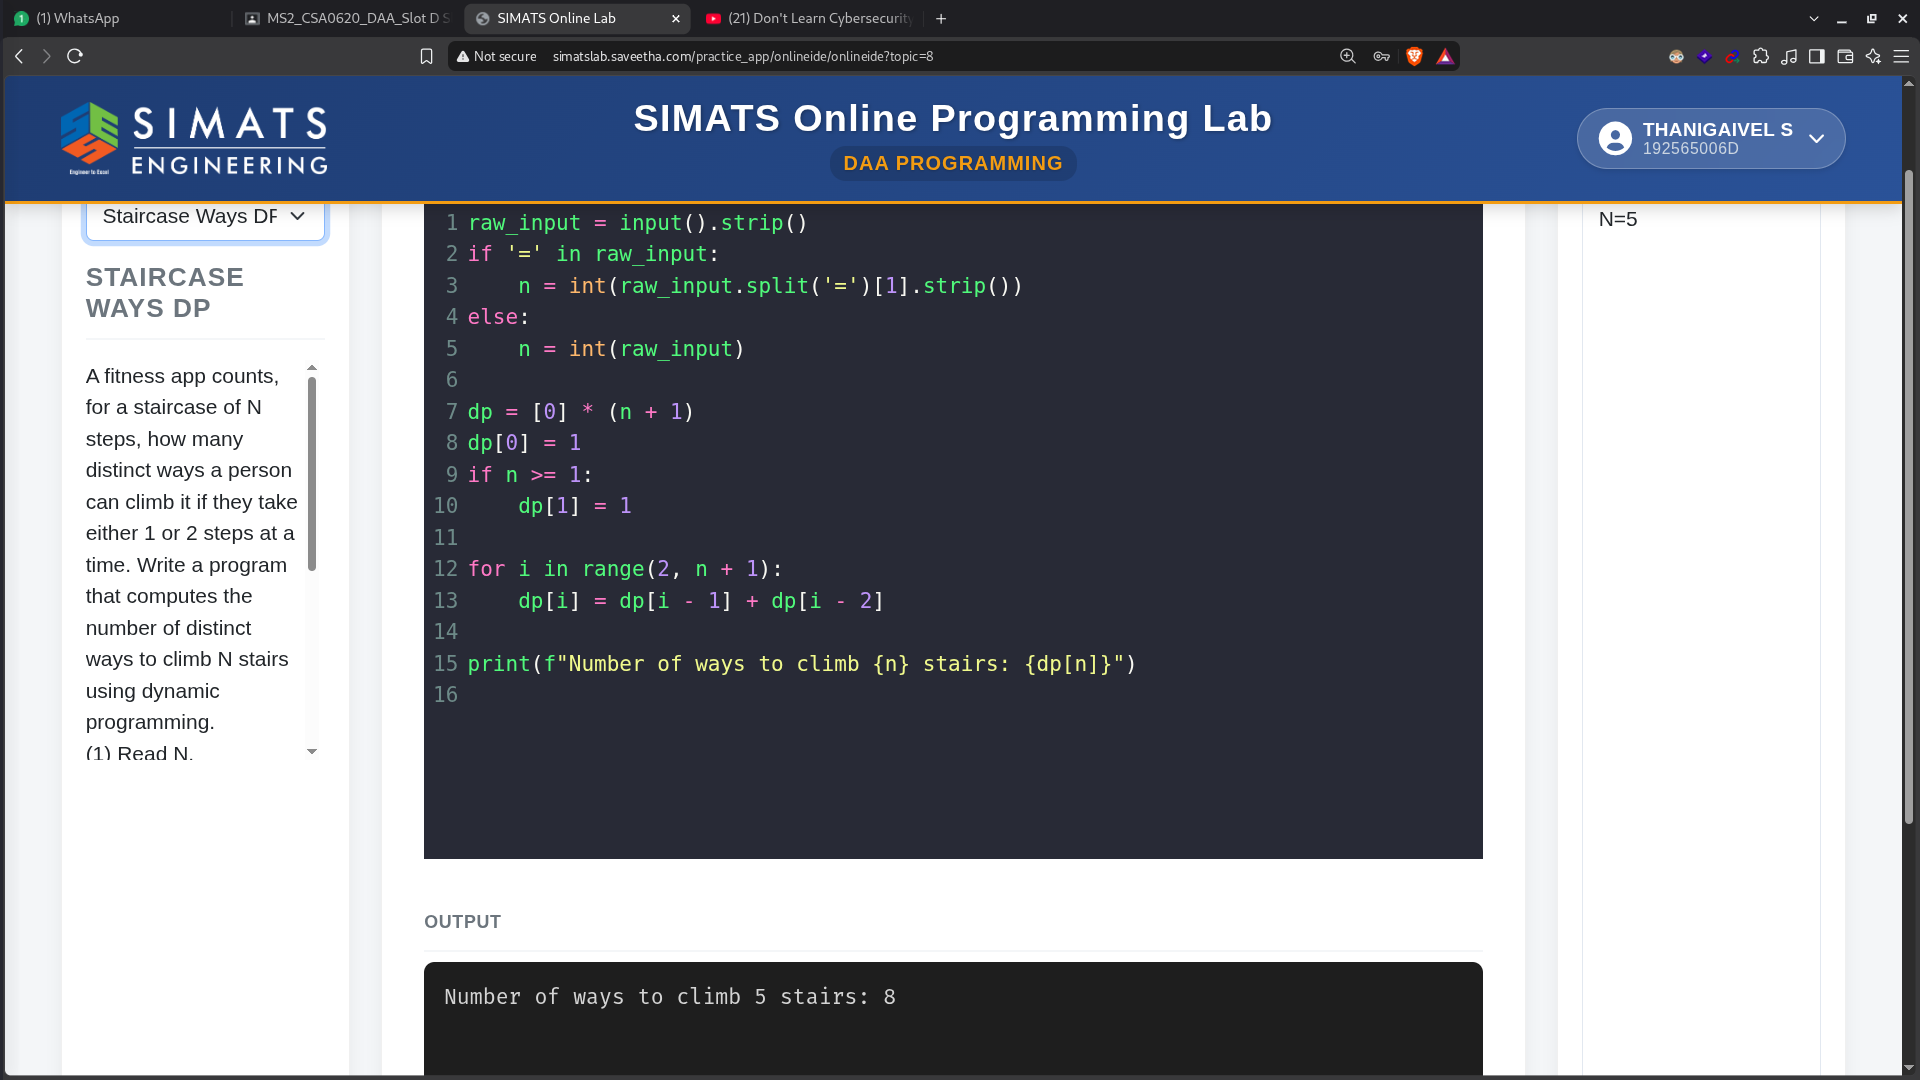 (1) WhatsApp
MS2_CSA0620_DAA_Slot D S
SIMATS Online Lab
(21) Don't Learn Cybersecurity
Not secure
simatslab.saveetha.com/practice_app/onlineide/onlineide?topic=8
SIMATS
ENGINEERING
Engineer to Excel
SIMATS Online Programming Lab
DAA PROGRAMMING
THANIGAIVEL S
192565006D
Staircase Ways DP
STAIRCASE
WAYS DP
A fitness app counts,
for a staircase of N
steps, how many
distinct ways a person
can climb it if they take
either 1 or 2 steps at a
time. Write a program
that computes the
number of distinct
ways to climb N stairs
using dynamic
programming.
(1) Read N.
1 raw_input = input().strip()
2 if '=' in raw_input:
3     n = int(raw_input.split('=')[1].strip())
4 else:
5     n = int(raw_input)
6
7 dp = [0] * (n + 1)
8 dp[0] = 1
9 if n >= 1:
10     dp[1] = 1
11
12 for i in range(2, n + 1):
13     dp[i] = dp[i - 1] + dp[i - 2]
14
15 print(f"Number of ways to climb {n} stairs: {dp[n]}")
16
OUTPUT
Number of ways to climb 5 stairs: 8
N=5